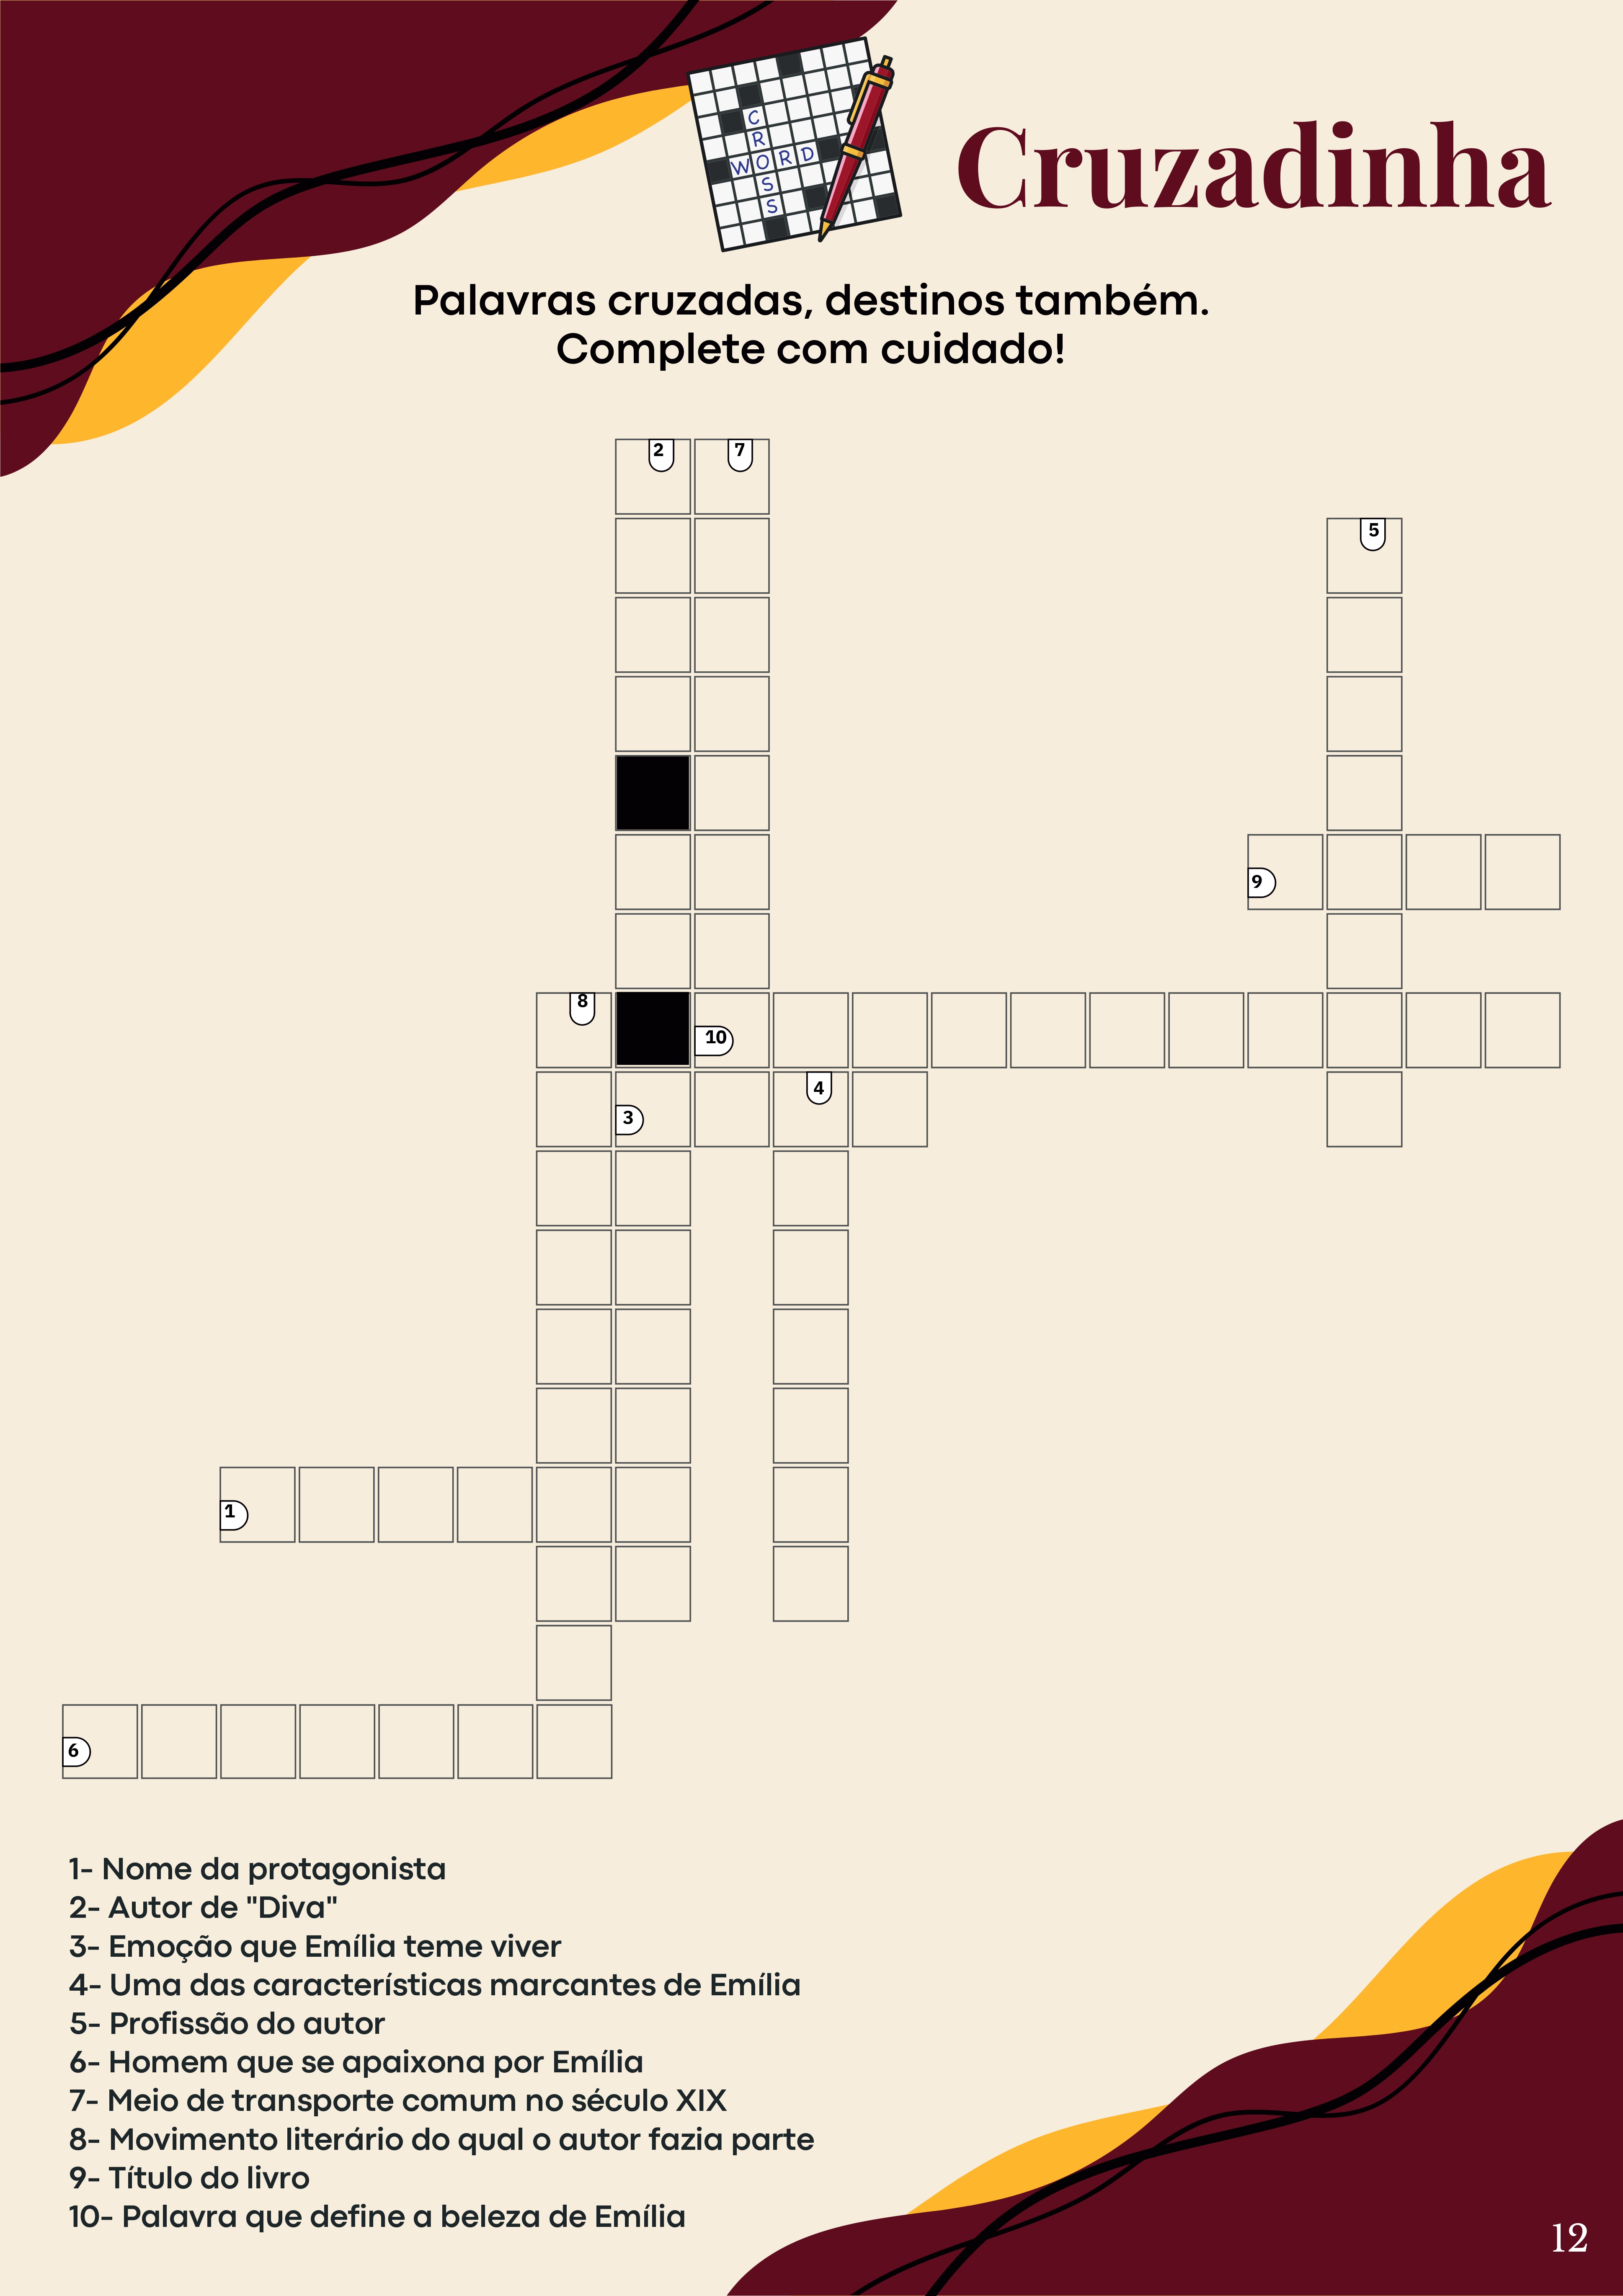 C
R
WORD
S
S
Cruzadinha
Palavras cruzadas, destinos também.
Complete com cuidado!
2
7
5
9
8
10
3
4
1
6
1- Nome da protagonista
2- Autor de "Diva"
3- Emoção que Emília teme viver
4- Uma das características marcantes de Emília
5- Profissão do autor
6- Homem que se apaixona por Emília
7- Meio de transporte comum no século XIX
8- Movimento literário do qual o autor fazia parte
9- Título do livro
10- Palavra que define a beleza de Emília
12